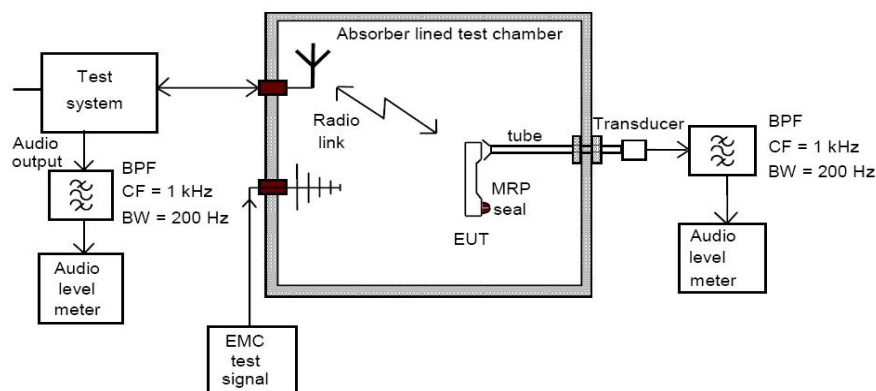 Absorber lined test chamber
Test
system
Audio
output
BPF
CF = 1 kHz
BW = 200 Hz
Audio
level
meter
Radio
link
EMC
test
signal
tube
MRP
seal
EUT
Transducer
BPF
CF = 1 kHz
BW = 200 Hz
Audio
level
meter